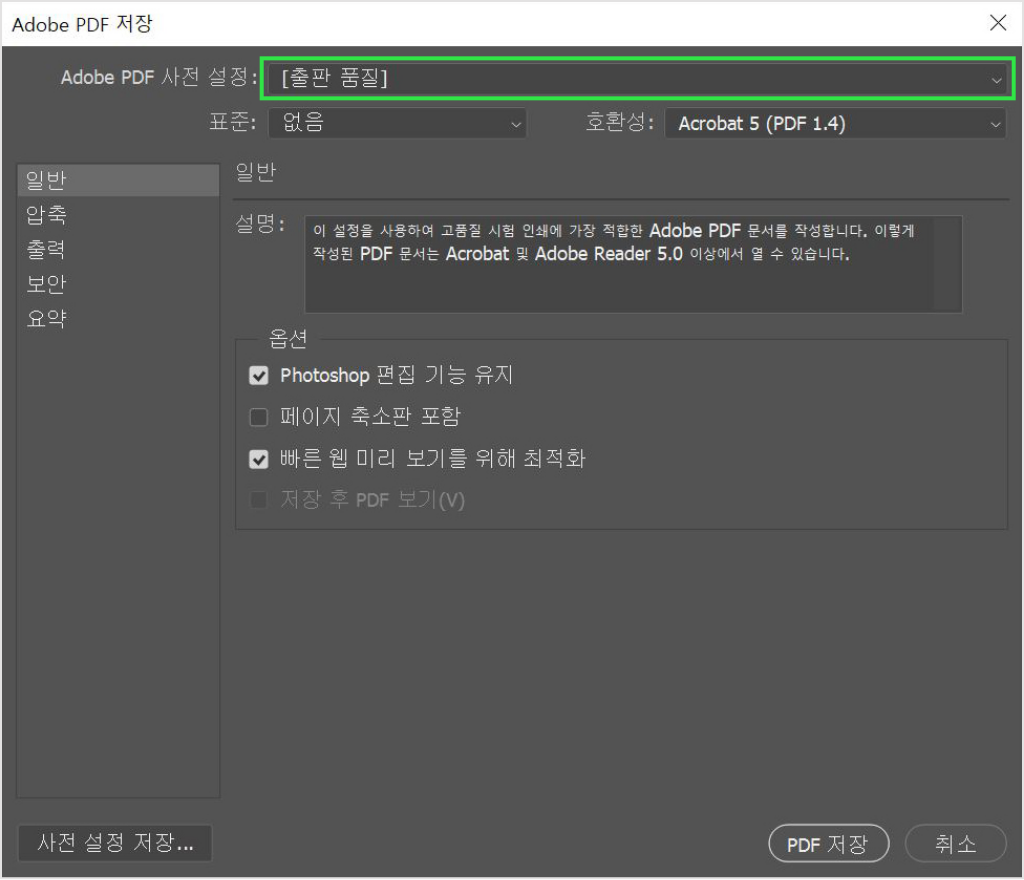 Adobe PDF 저장
Adobe PDF 사전 설정: [출판 품질]
표준: 없음 호환성: Acrobat 5 (PDF 1.4)
일반
압축
출력
보안
요약
일반
설명: 이 설정을 사용하여 고품질 시험 인쇄에 가장 적합한 Adobe PDF 문서를 작성합니다. 이렇게
작성된 PDF 문서는 Acrobat 및 Adobe Reader 5.0 이상에서 열 수 있습니다.
옵션
Photoshop 편집 기능 유지
페이지 축소판 포함
빠른 웹 미리 보기를 위해 최적화
저장 후 PDF 보기(V)
사전 설정 저장... PDF 저장 취소